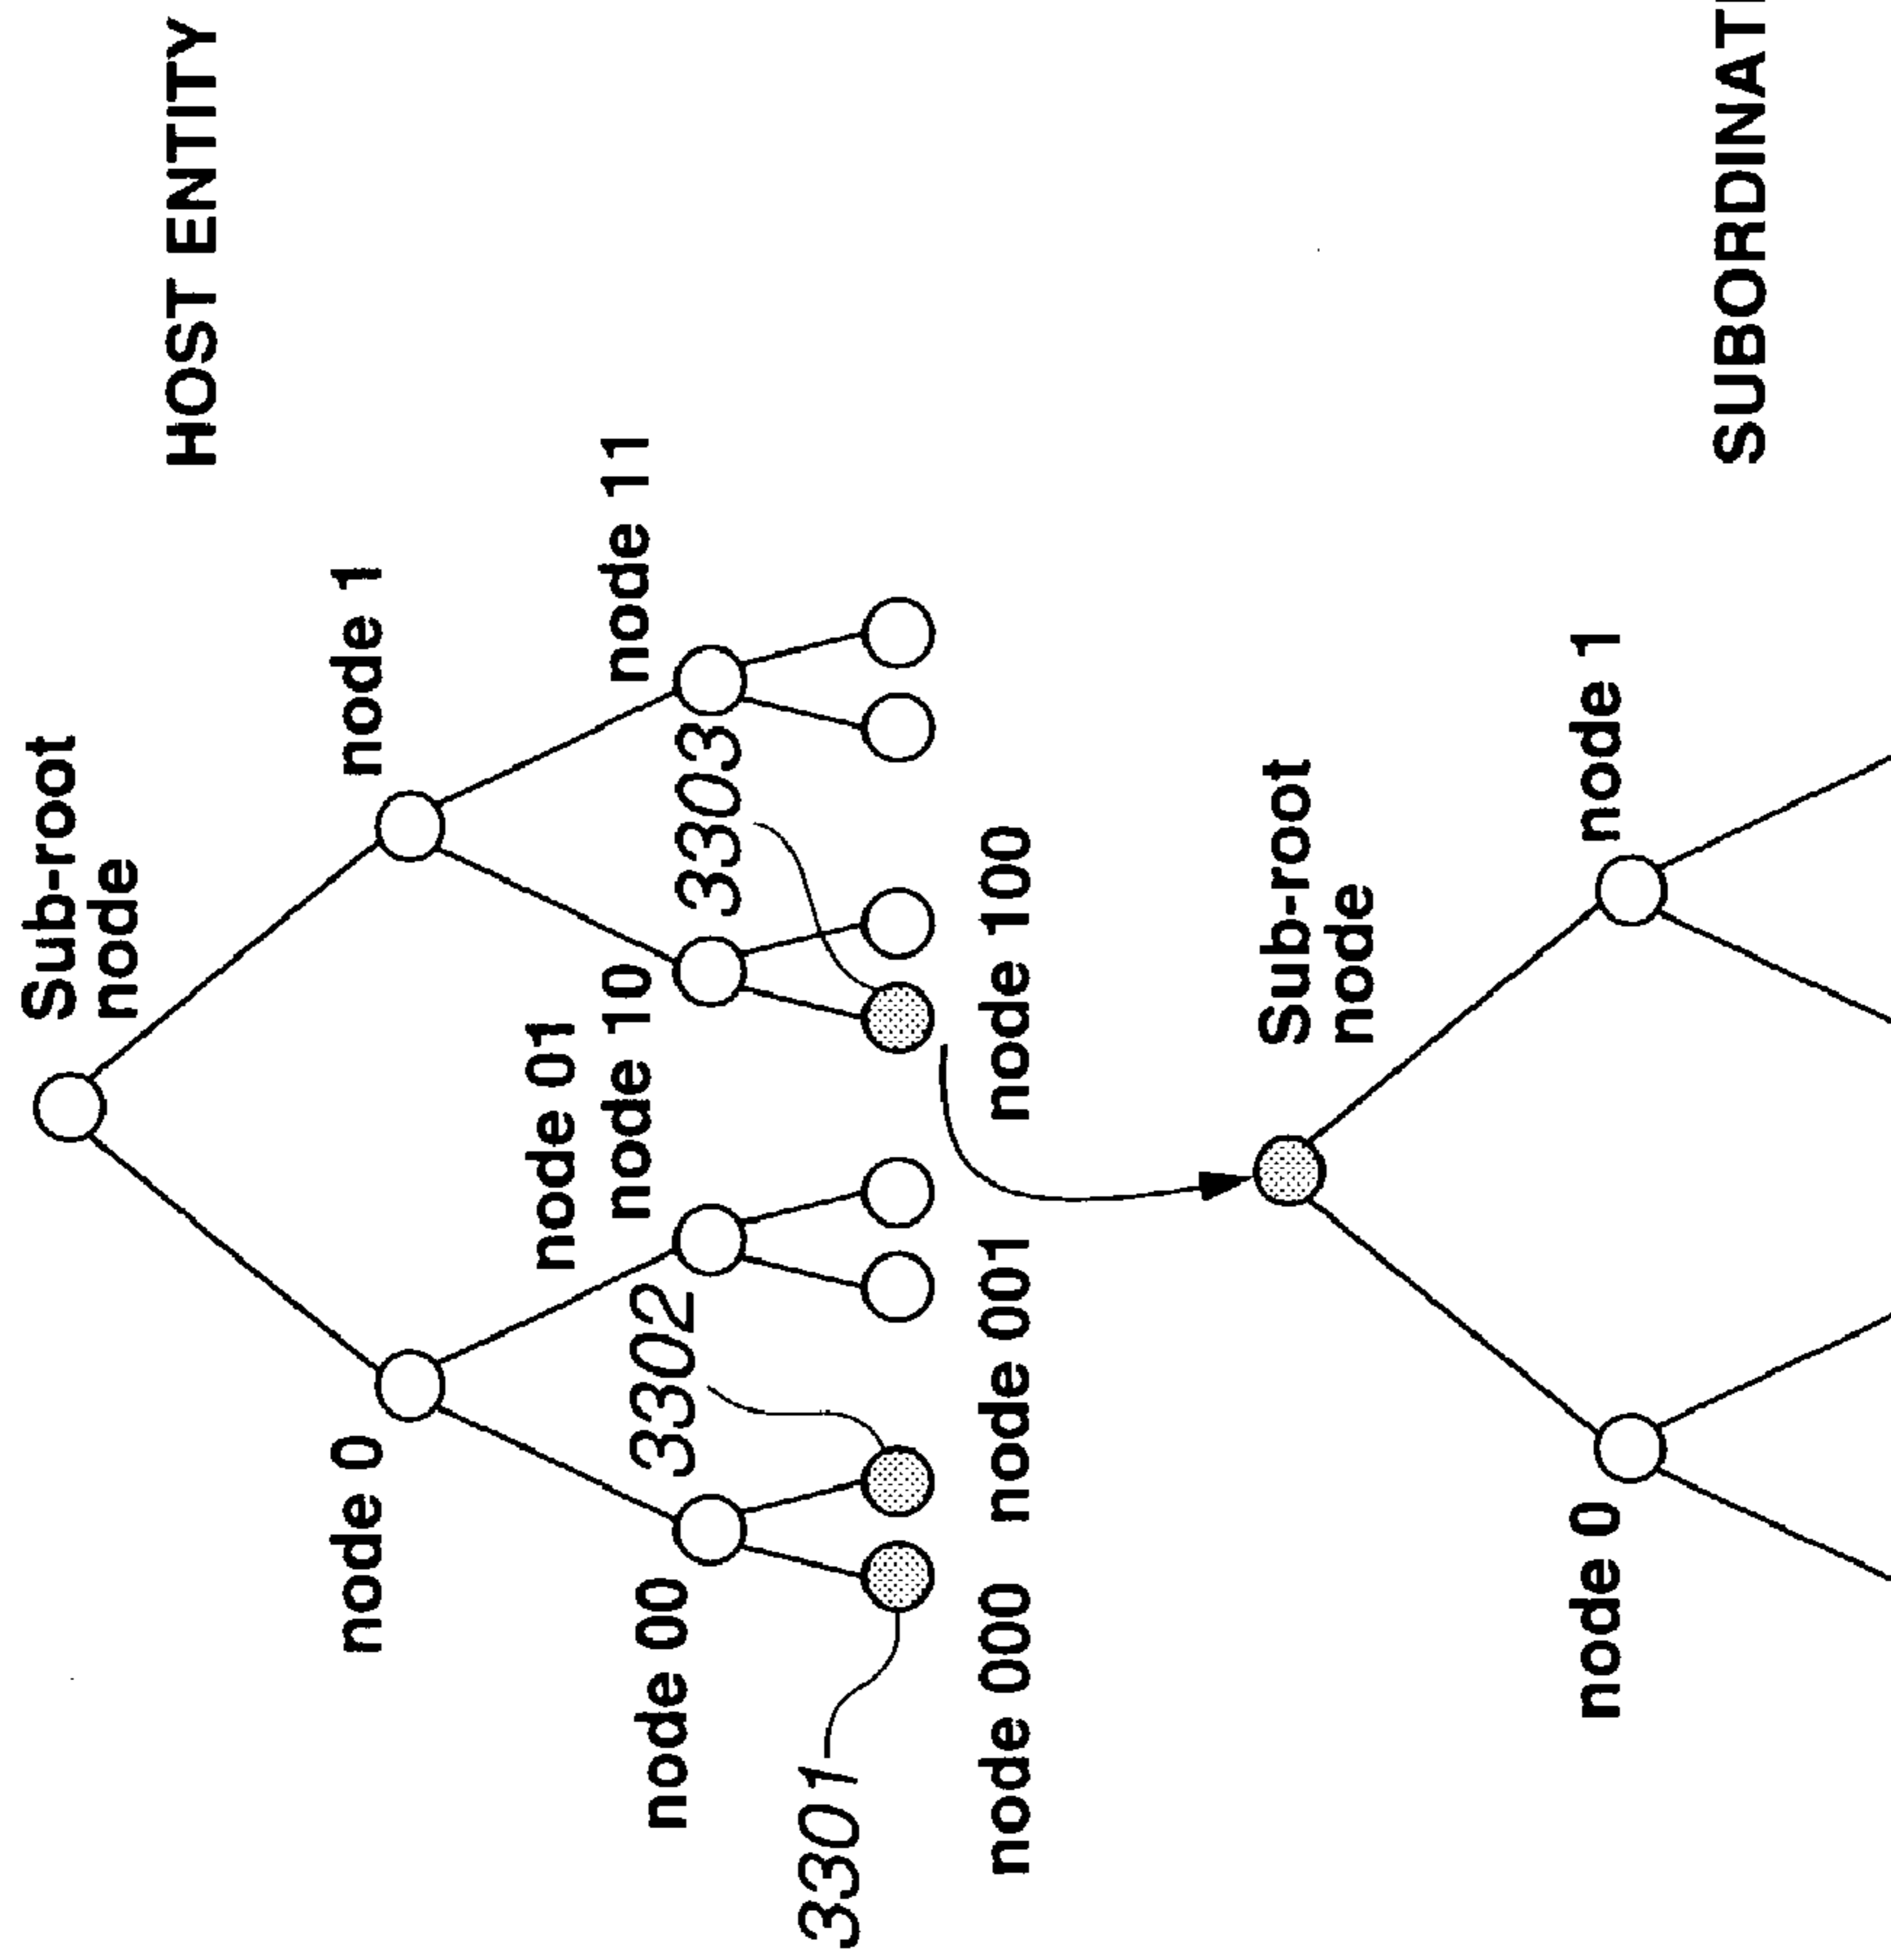 HOST ENTITY
Sub-root
node
node 0
node 1
node 00
node 01
node 10
node 11
3301
3302
3303
node 000
node 001
node 100
Sub-root
node
node 0
node 1